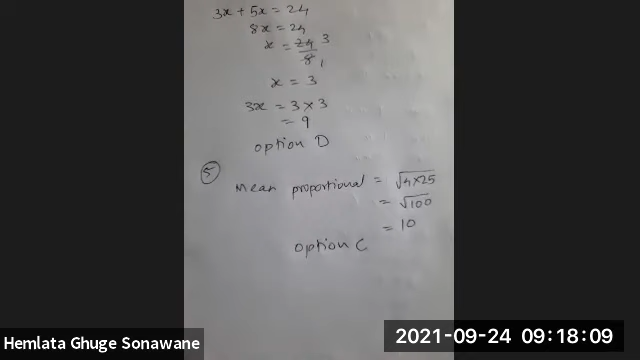 3x + 5x = 24
8x = 24
x = 24/8 3 1
x = 3
3x = 3 × 3
= 9
option D
5
Mean proportional = √4×25
= √100
= 10
option C
Hemlata Ghuge Sonawane
2021-09-24 09:18:09